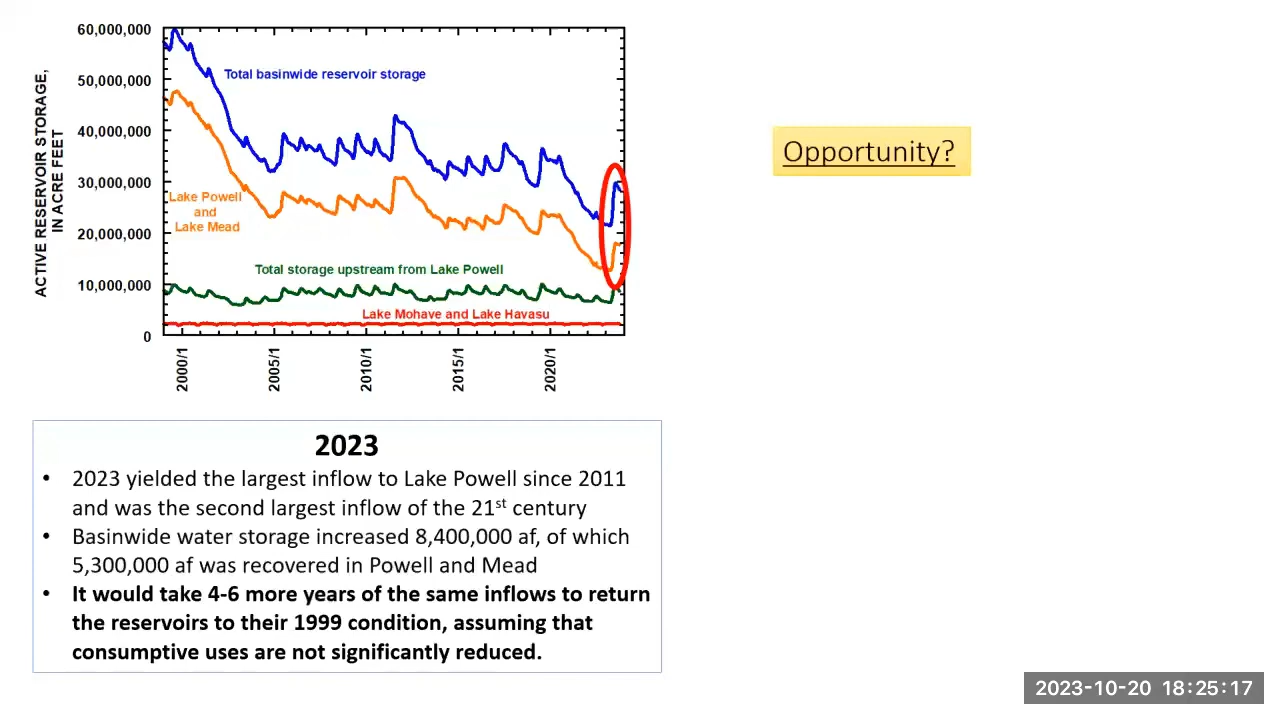 60,000,000
50,000,000
40,000,000
30,000,000
20,000,000
10,000,000
0
ACTIVE RESERVOIR STORAGE,
IN ACRE FEET
Total basinwide reservoir storage
Lake Powell
and
Lake Mead
Total storage upstream from Lake Powell
Lake Mohave and Lake Havasu
2000/1
2005/1
2010/1
2015/1
2020/1
Opportunity?
2023
• 2023 yielded the largest inflow to Lake Powell since 2011
and was the second largest inflow of the 21st century
• Basinwide water storage increased 8,400,000 af, of which
5,300,000 af was recovered in Powell and Mead
• It would take 4-6 more years of the same inflows to return
the reservoirs to their 1999 condition, assuming that
consumptive uses are not significantly reduced.
2023-10-20 18:25:17